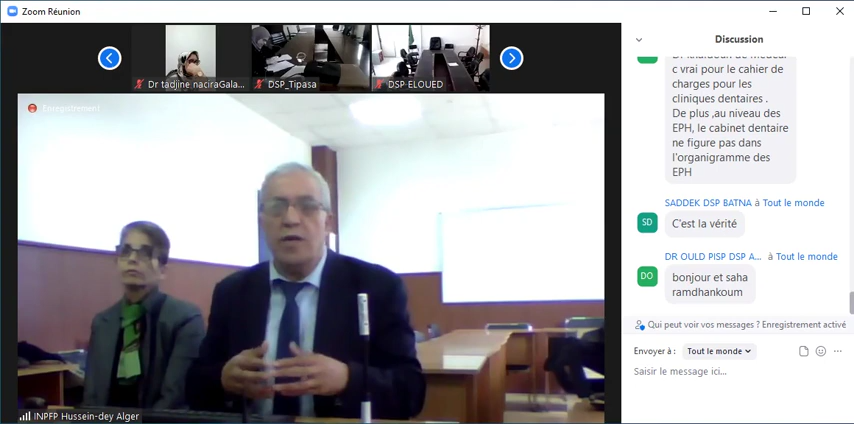 Zoom Réunion
Dr tadjine naciraGala...
DSP_Tipasa
DSP ELOUED
Enregistrement
INPFP Hussein-dey Alger
Discussion
c vrai pour le cahier de
charges pour les
cliniques dentaires .
De plus ,au niveau des
EPH, le cabinet dentaire
ne figure pas dans
l'organigramme des
EPH
SADDEK DSP BATNA à Tout le monde
SD
C'est la vérité
DR OULD PISP DSP A... à Tout le monde
DO
bonjour et saha
ramdhankoum
Qui peut voir vos messages ? Enregistrement activé
Envoyer à : Tout le monde
Saisir le message ici...